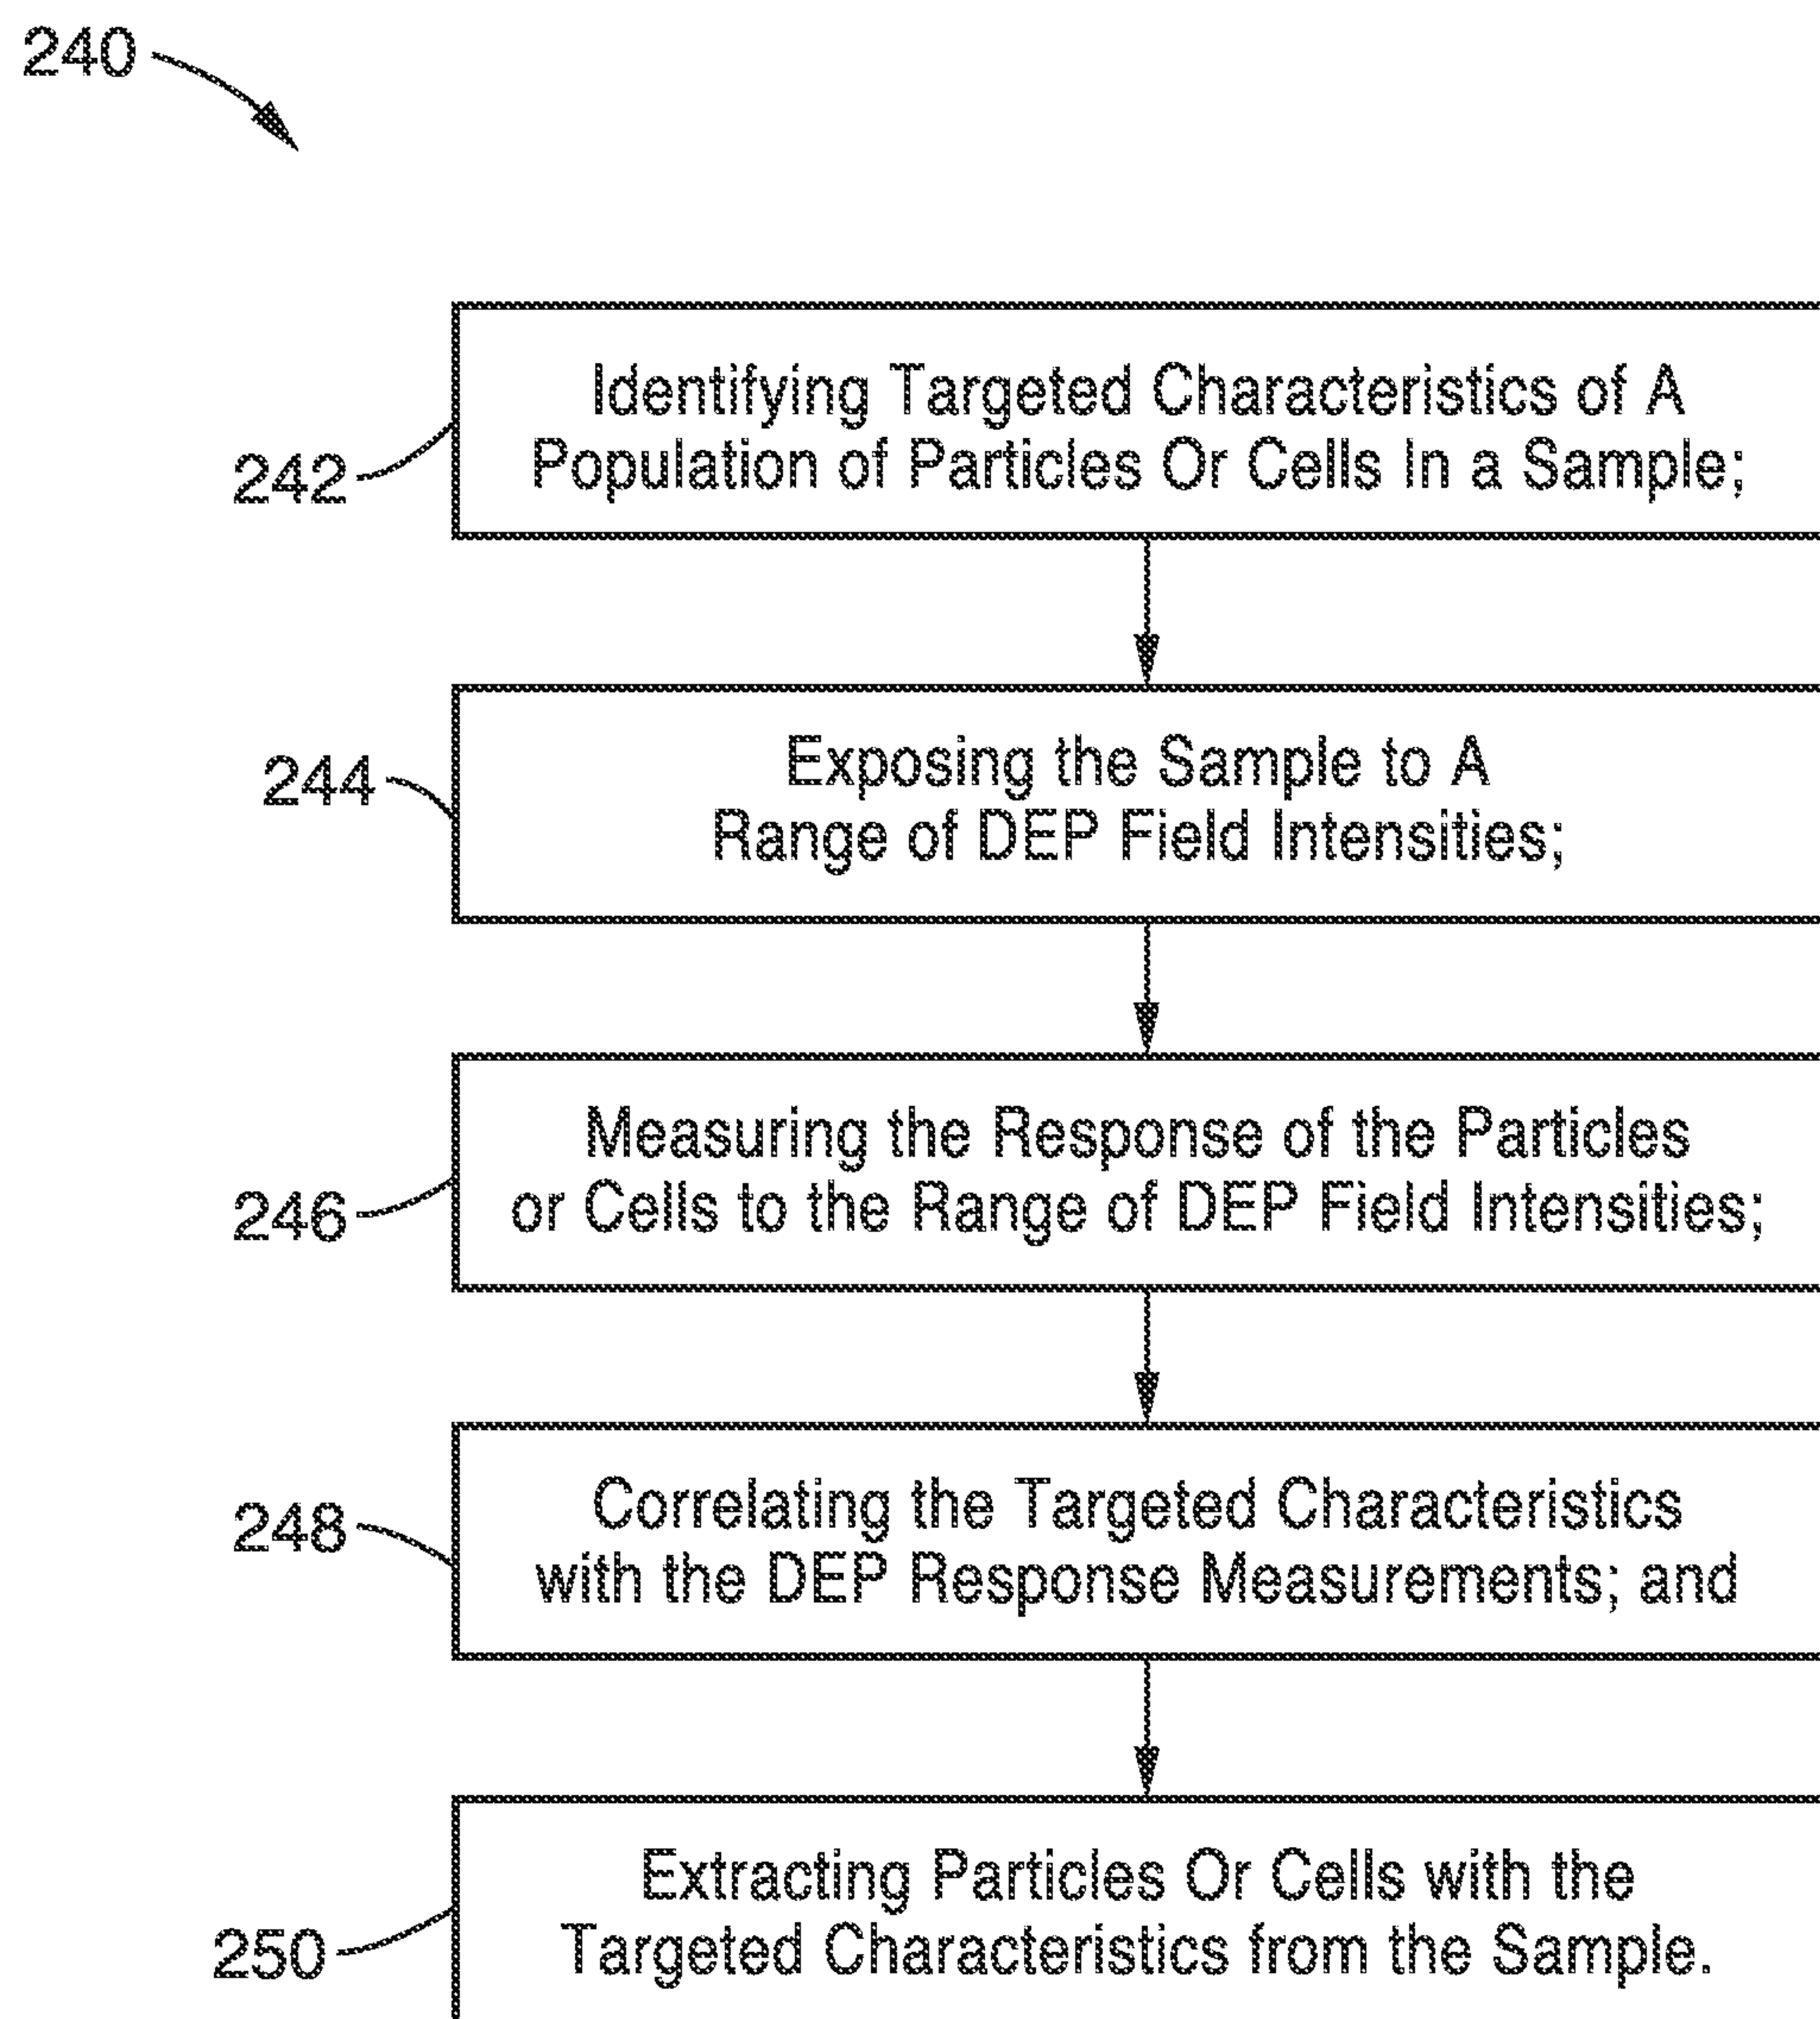 240
Identifying Targeted Characteristics of A
242
Population of Particles Or Cells In a Sample;
244
Exposing the Sample to A
Range of DEP Field Intensities;
Measuring the Response of the Particles
246
or Cells to the Range of DEP Field Intensities;
248
Correlating the Targeted Characteristics
with the DEP Response Measurements; and
Extracting Particles Or Cells with the
250
Targeted Characteristics from the Sample.